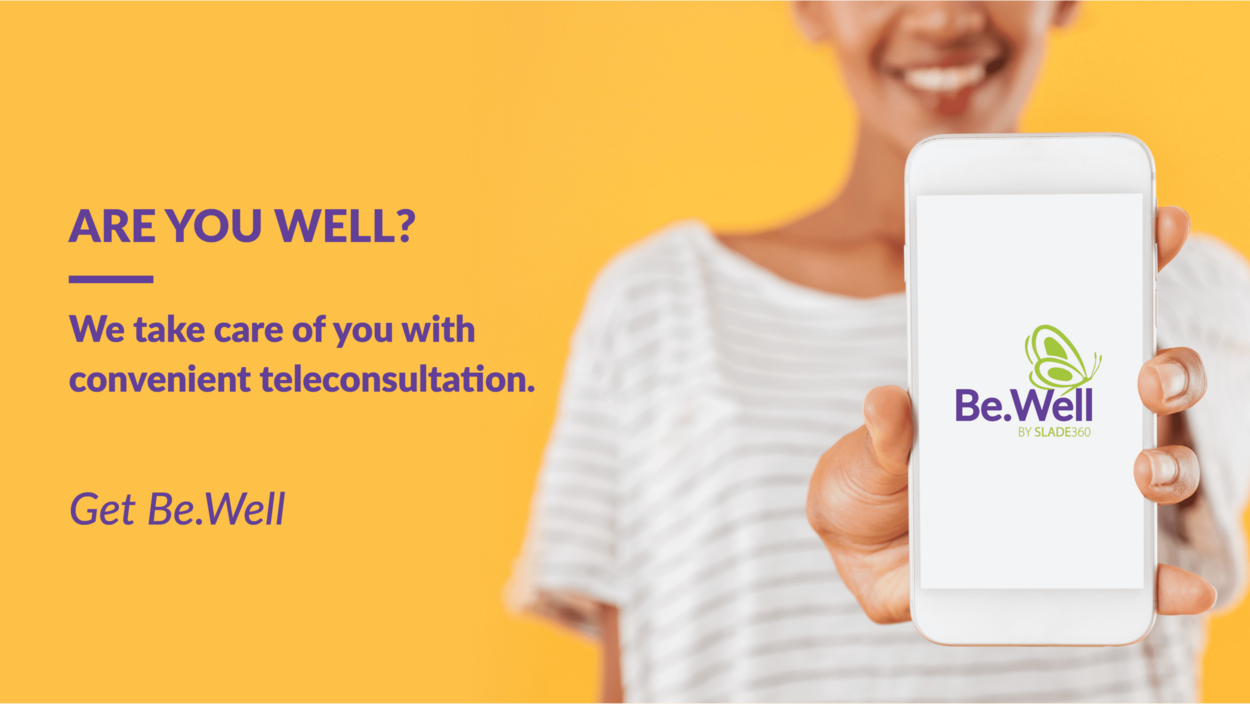 ARE YOU WELL?
We take care of you with
convenient teleconsultation.
Get Be.Well
Be.Well
BY SLADE360